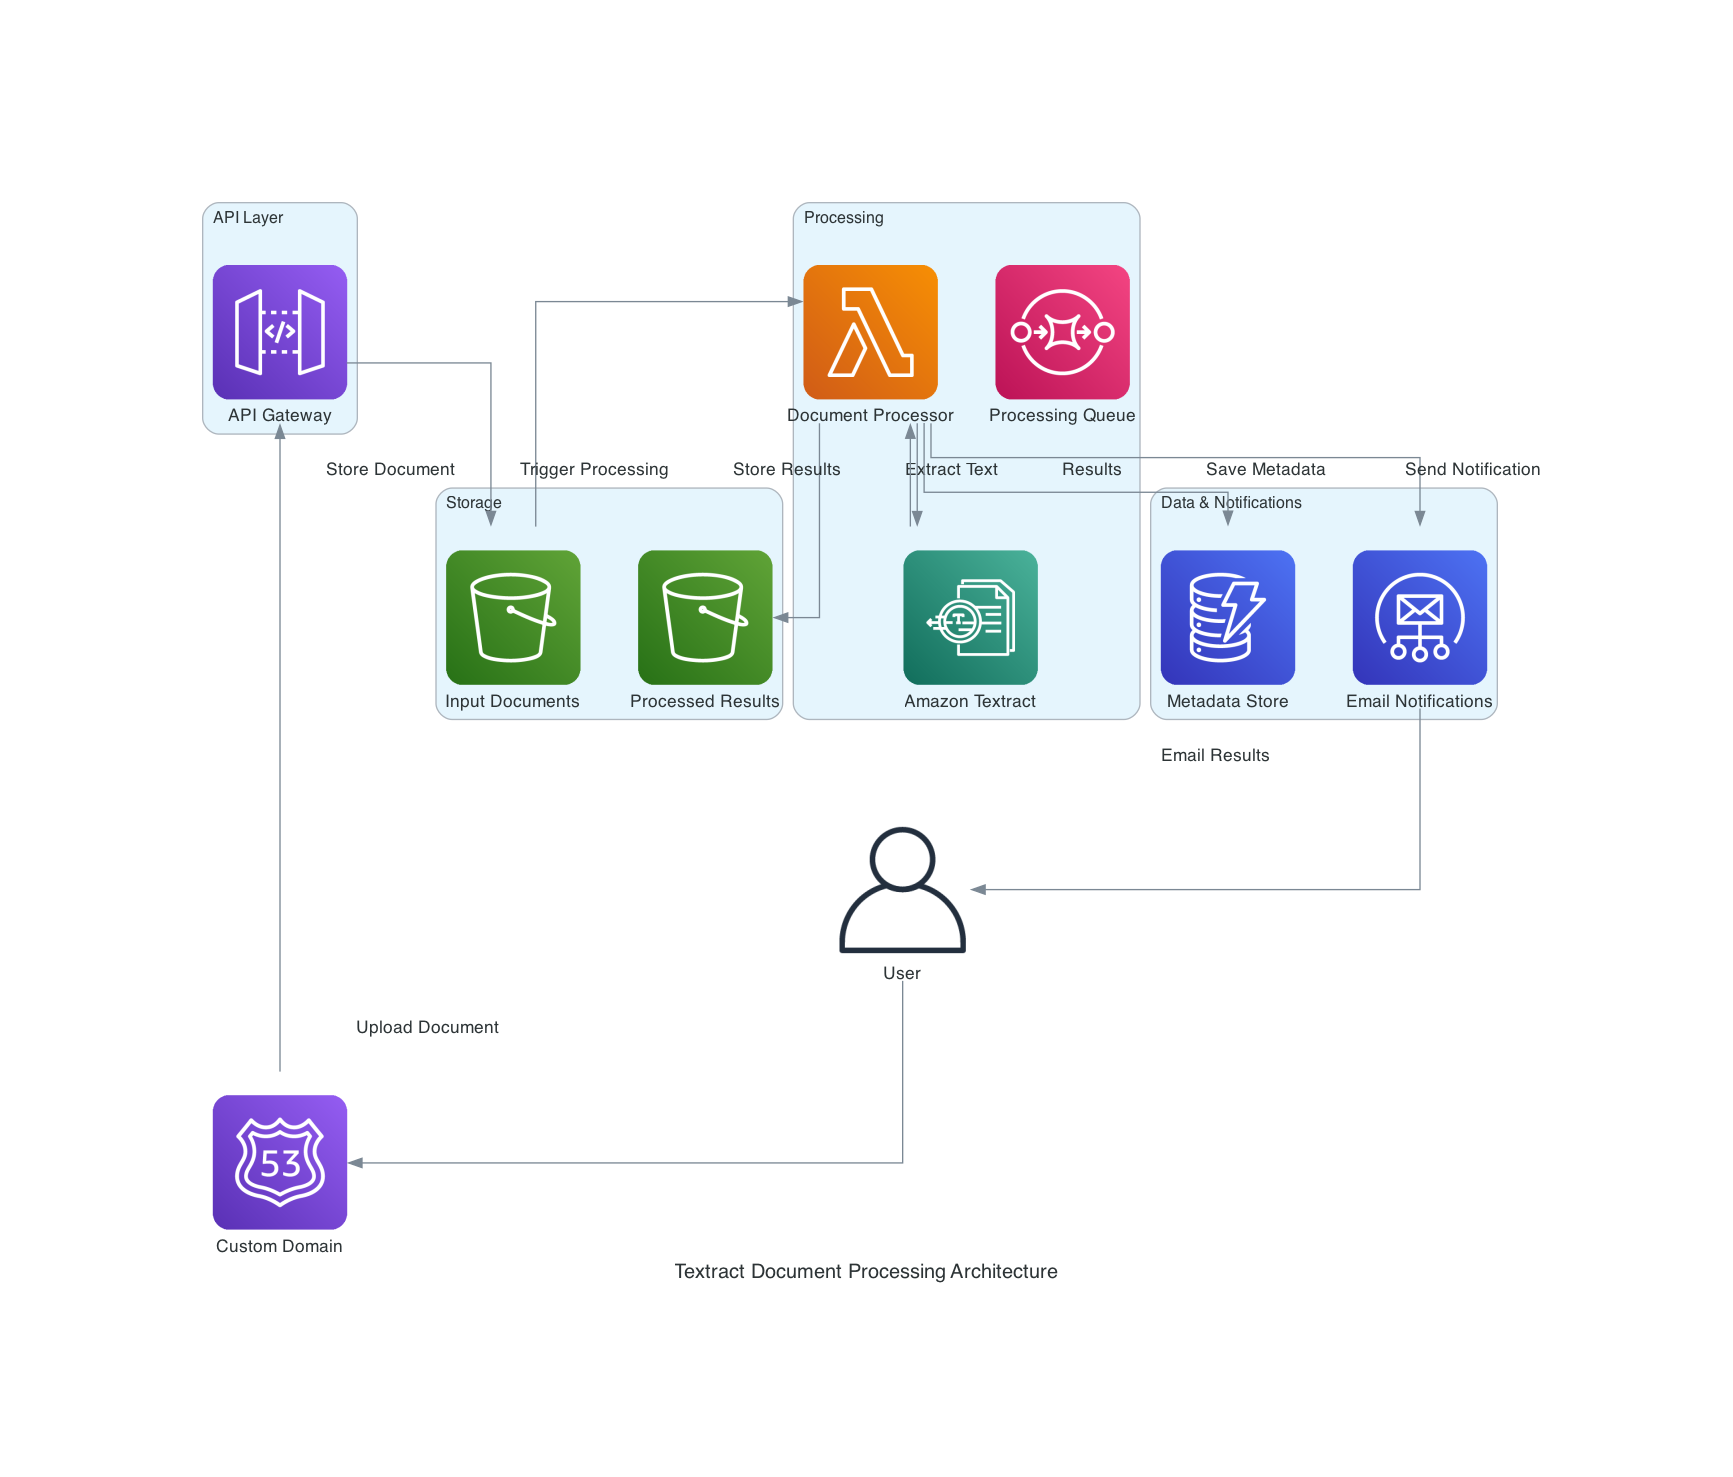 API Layer
Processing
</>
API Gateway
Document Processor
Processing Queue
Store Document
Trigger Processing
Store Results
Extract Text
Results
Save Metadata
Send Notification
Storage
Data & Notifications
T
Input Documents
Processed Results
Amazon Textract
Metadata Store
Email Notifications
Email Results
User
Upload Document
53
Custom Domain
Textract Document Processing Architecture